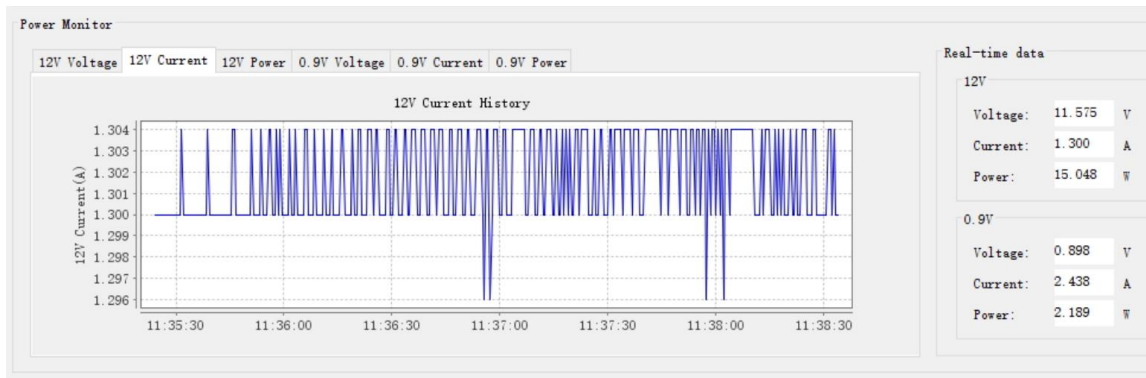 Power Monitor
12V Voltage 12V Current 12V Power 0.9V Voltage 0.9V Current 0.9V Power
12V Current History
12V Current(A)
1.304
1.303
1.302
1.301
1.300
1.299
1.298
1.297
1.296
11:35:30 11:36:00 11:36:30 11:37:00 11:37:30 11:38:00 11:38:30
Real-time data
12V
Voltage: 11.575 V
Current: 1.300 A
Power: 15.048 W
0.9V
Voltage: 0.898 V
Current: 2.438 A
Power: 2.189 W